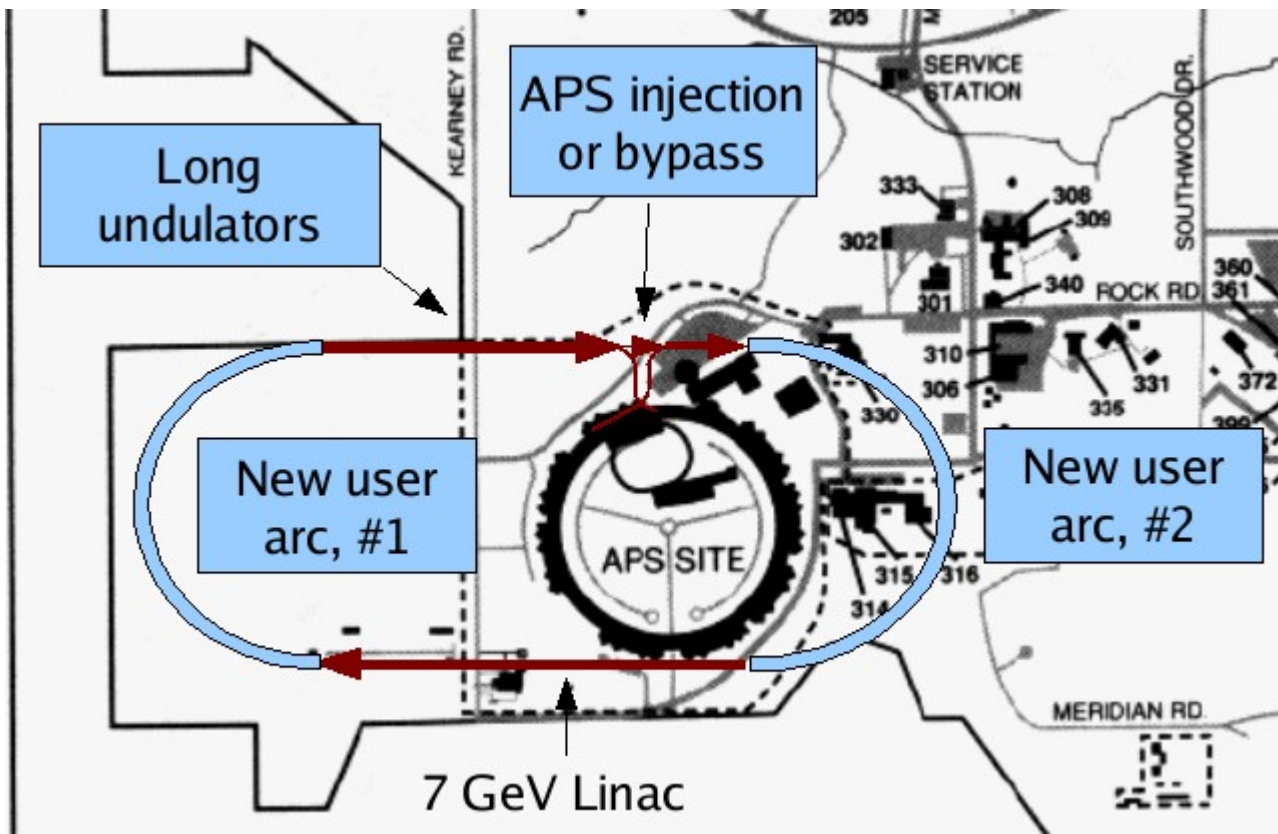 205
KEARNEY RD.
SERVICE
STATION
SOUTHWOOD DR.
APS injection
or bypass
Long
undulators
333
308
309
302
301
340
ROCK RD.
360
361
310
306
330
335
331
372
399
New user
arc, #1
New user
arc, #2
APS SITE
314
315
316
MERIDIAN RD.
7 GeV Linac